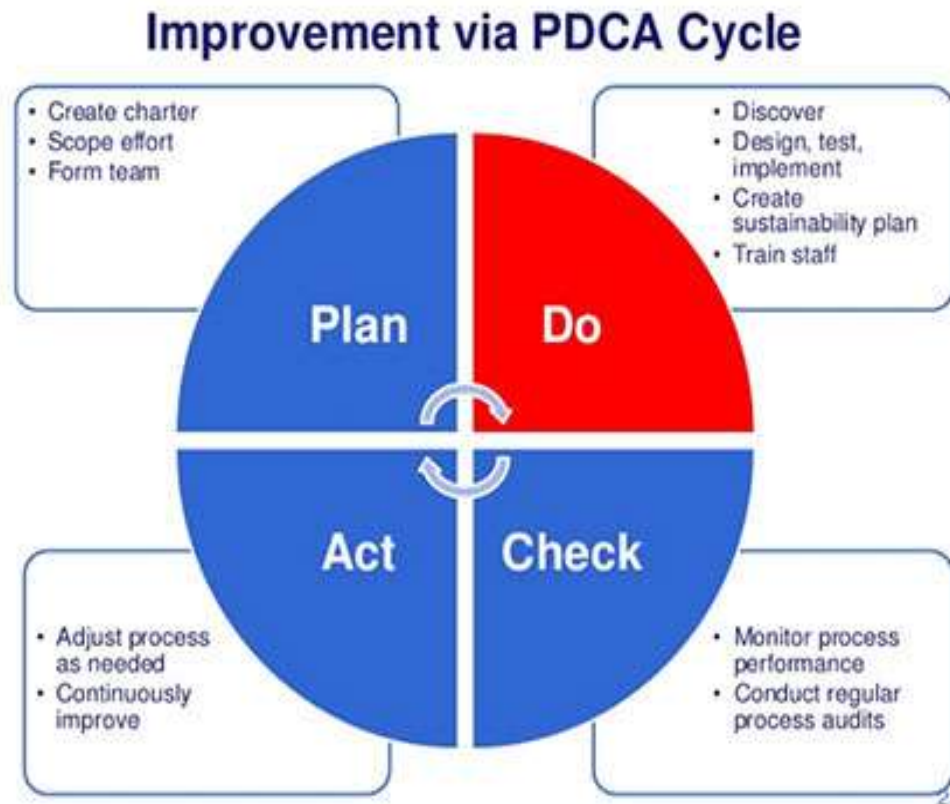 Improvement via PDCA Cycle
• Create charter
• Scope effort
• Form team
• Discover
• Design, test,
implement
• Create
sustainability plan
• Train staff
Plan
Do
Act
Check
• Adjust process
as needed
• Continuously
improve
• Monitor process
performance
• Conduct regular
process audits